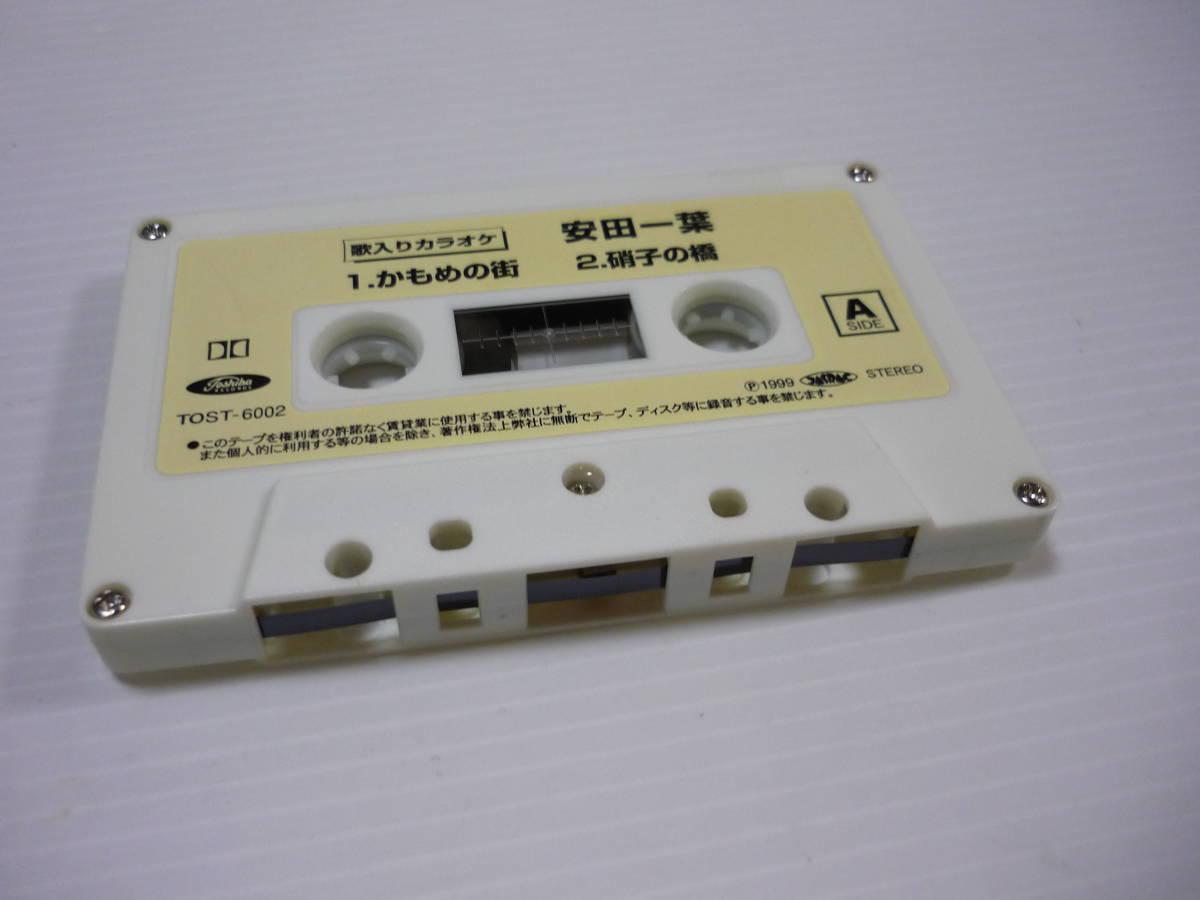 安田一葉
歌入りカラオケ
1.かもめの街
2.硝子の橋
A
SIDE
Toshiba
RECORDS
TOST-6002
Ⓟ1999 JASRAC STEREO
●このテープを権利者の許諾なく賃貸業に使用する事を禁じます。
また個人的に利用する等の場合を除き、著作権法上弊社に無断でテープ、ディスク等に録音する事を禁じます。